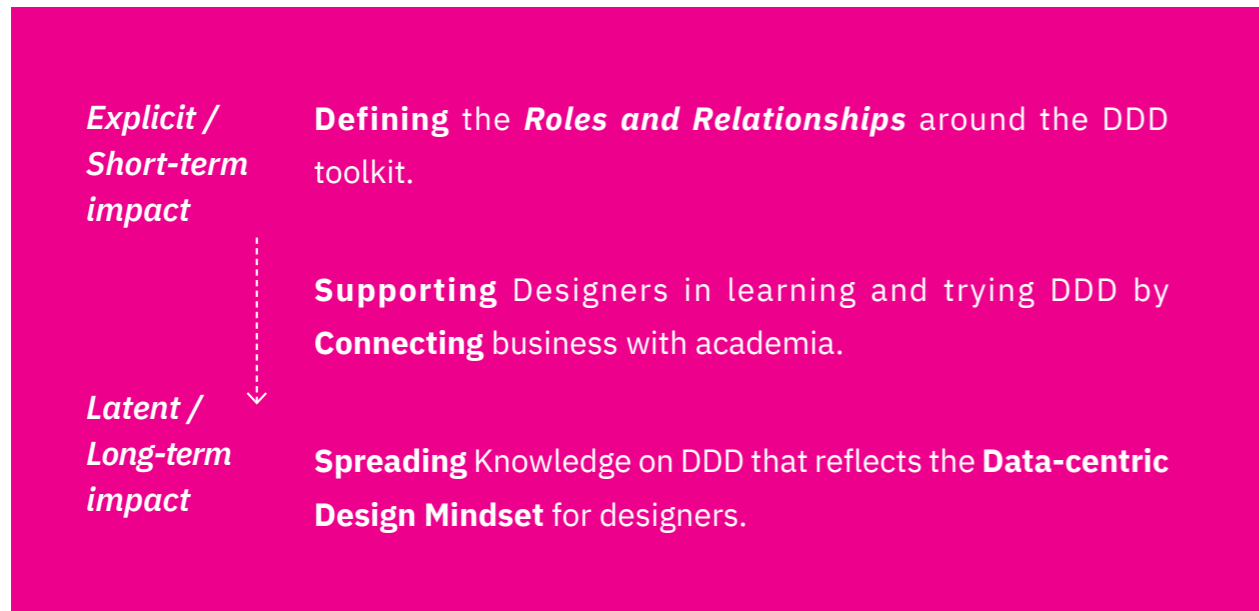 Explicit /
Short-term
impact
Defining the Roles and Relationships around the DDD
toolkit.
Supporting Designers in learning and trying DDD by
Connecting business with academia.
Latent /
Long-term
impact
Spreading Knowledge on DDD that reflects the Data-centric
Design Mindset for designers.